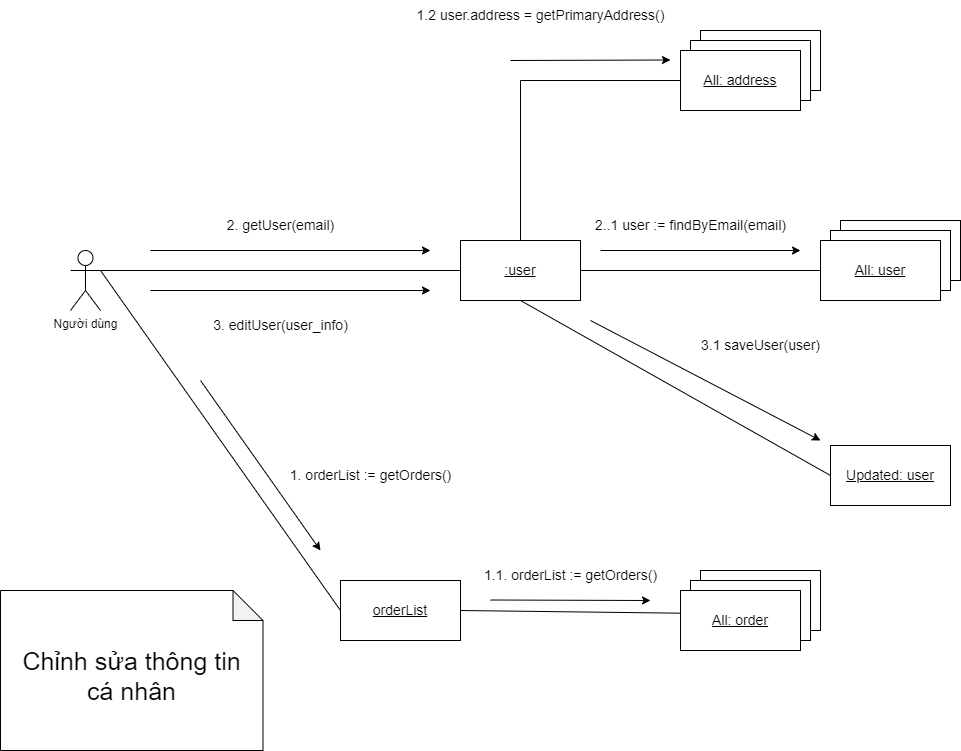 1.2 user.address = getPrimaryAddress()
All: address
2. getUser(email)
2..1 user := findByEmail(email)
:user
All: user
Người dùng
3. editUser(user_info)
3.1 saveUser(user)
1. orderList := getOrders()
Updated: user
1.1. orderList := getOrders()
orderList
All: order
Chỉnh sửa thông tin
cá nhân